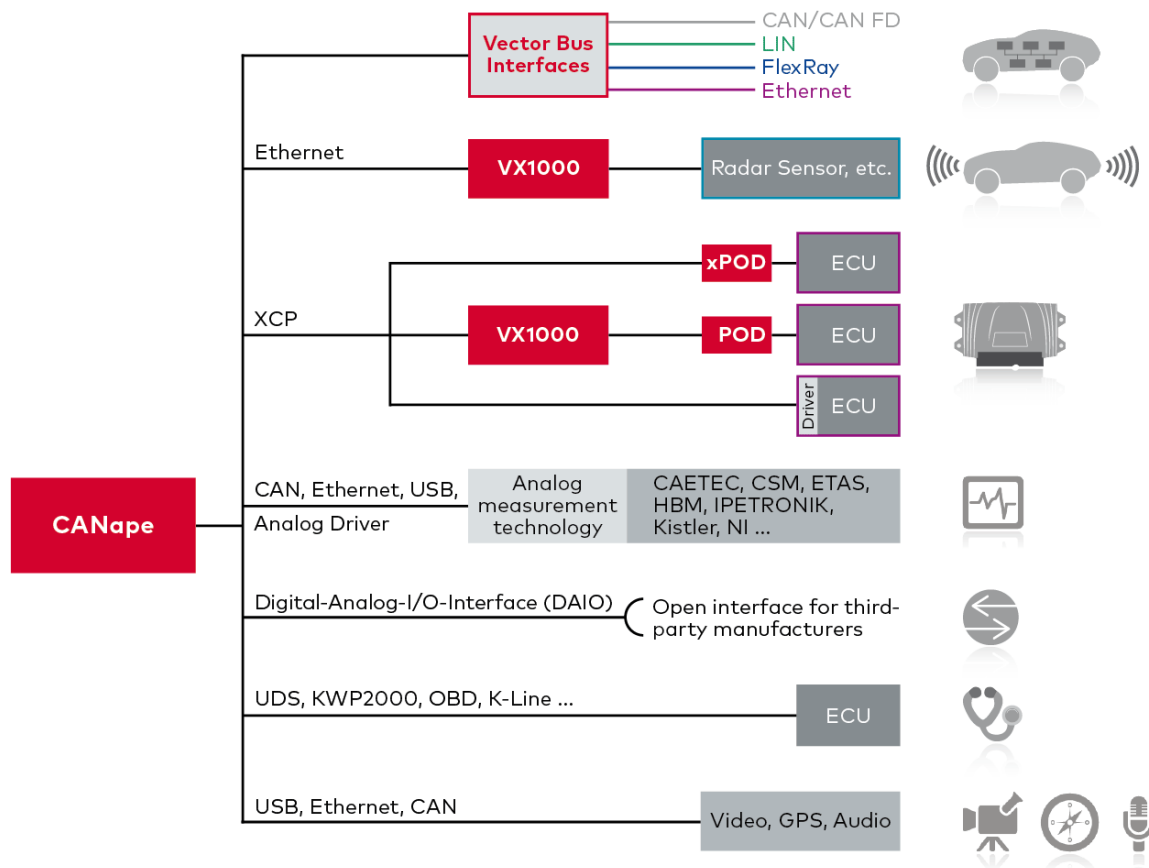 Vector Bus
Interfaces
CAN/CAN FD
LIN
FlexRay
Ethernet
Ethernet
VX1000
Radar Sensor, etc.
xPOD
ECU
XCP
VX1000
POD
ECU
Driver
ECU
CANape
CAN, Ethernet, USB,
Analog Driver
Analog
measurement
technology
CAETEC, CSM, ETAS,
HBM, IPETRONIK,
Kistler, NI ...
Digital-Analog-I/O-Interface (DAIO)
Open interface for third-
party manufacturers
UDS, KWP2000, OBD, K-Line ...
ECU
USB, Ethernet, CAN
Video, GPS, Audio